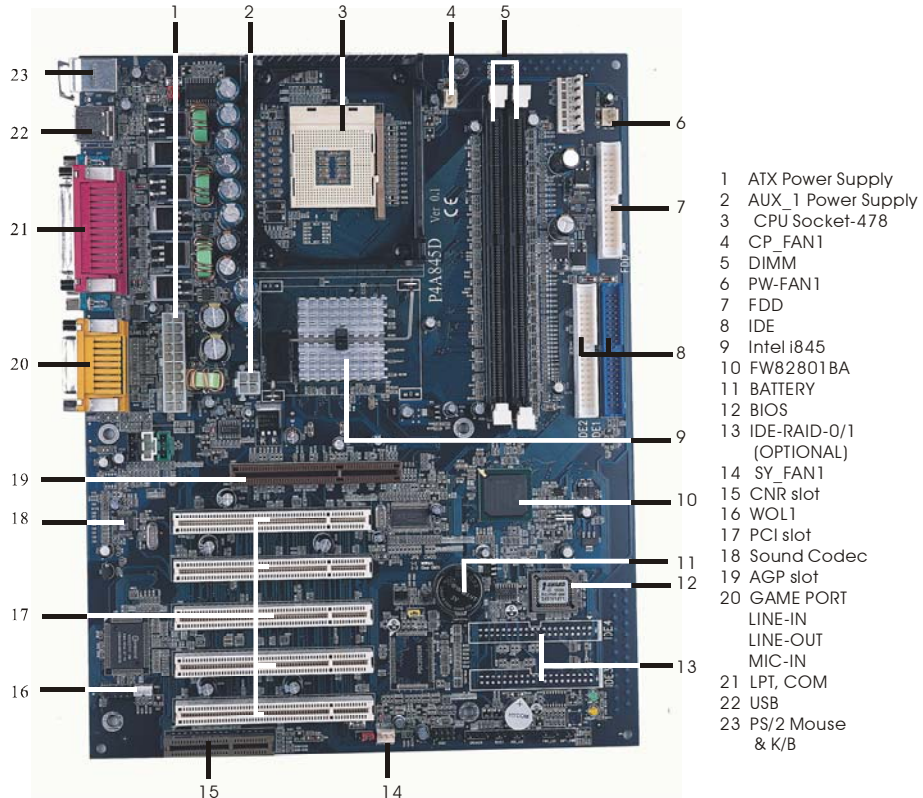 1 2 3 4 5
23
22
21
20
19
18
17
16
15
14
6
7
8
9
10
11
12
13
P4A845D Ver 0.1
CE
FDD
IDE2
IDE1
IDE4
IDE3
1 ATX Power Supply
2 AUX_1 Power Supply
3 CPU Socket-478
4 CP_FAN1
5 DIMM
6 PW-FAN1
7 FDD
8 IDE
9 Intel i845
10 FW82801BA
11 BATTERY
12 BIOS
13 IDE-RAID-0/1
(OPTIONAL)
14 SY_FAN1
15 CNR slot
16 WOL1
17 PCI slot
18 Sound Codec
19 AGP slot
20 GAME PORT
LINE-IN
LINE-OUT
MIC-IN
21 LPT, COM
22 USB
23 PS/2 Mouse
& K/B